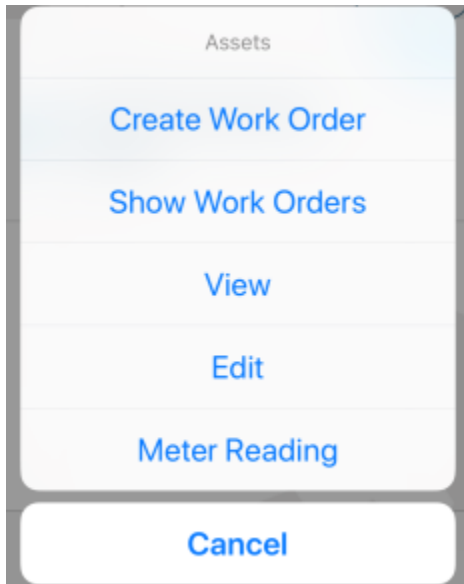 Assets
Create Work Order
Show Work Orders
View
Edit
Meter Reading
Cancel